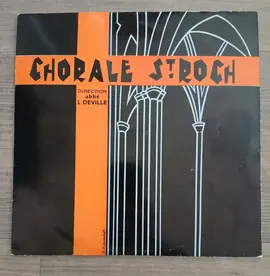 CHORALE ST ROCH
DIRECTION
abbé
L. DEVILLE